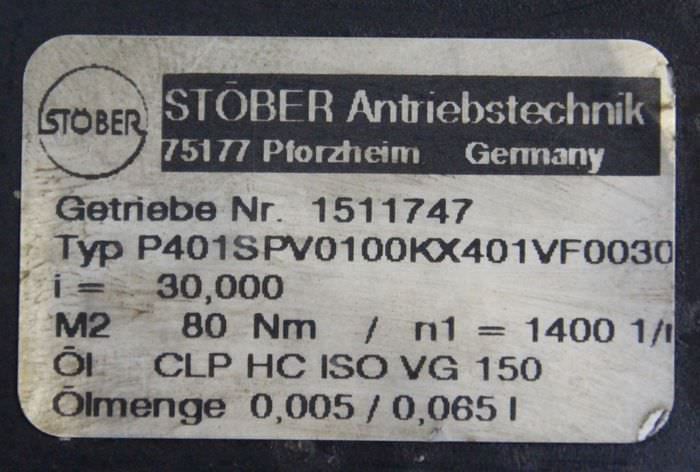 STÖBER
STÖBER Antriebstechnik
75177 Pforzheim Germany
Getriebe Nr. 1511747
Typ P401SPV0100KX401VF0030
i = 30,000
M2 80 Nm / n1 = 1400 1/
Öl CLP HC ISO VG 150
Ölmenge 0,005 / 0,065 l